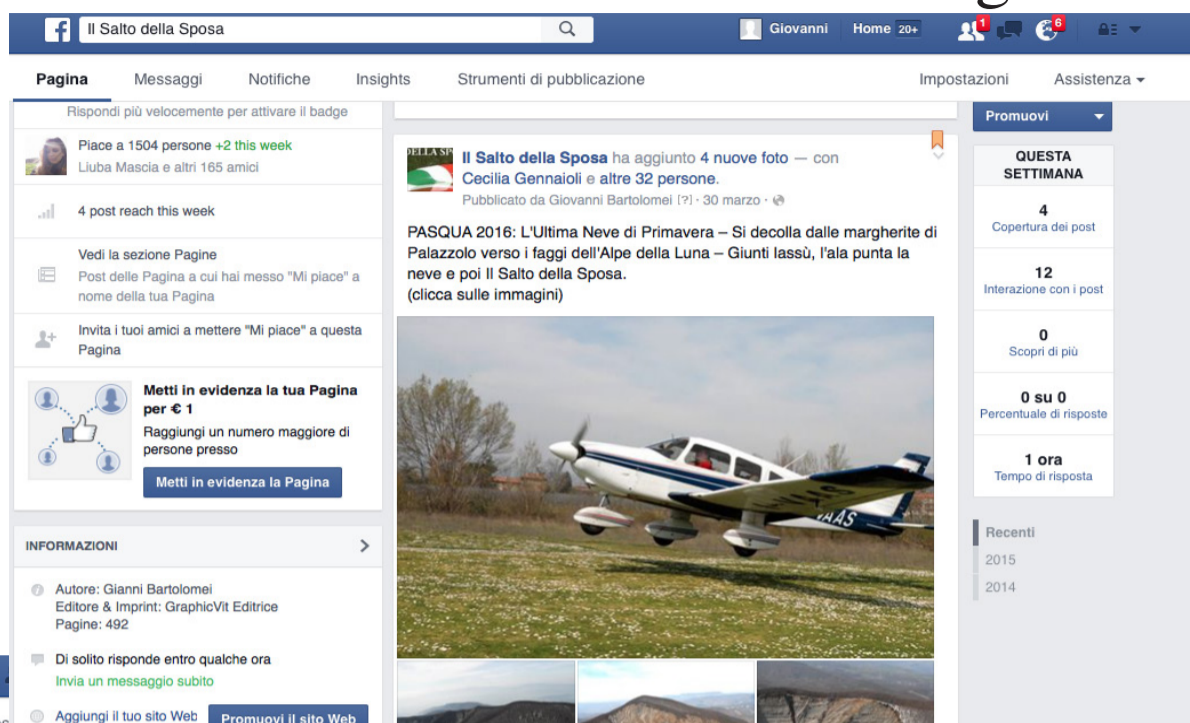 Il Salto della Sposa
Giovanni
Home 20+
1
6
Pagina
Messaggi
Notifiche
Insights
Strumenti di pubblicazione
Impostazioni
Assistenza
Rispondi più velocemente per attivare il badge
Piace a 1504 persone +2 this week
Liuba Mascia e altri 165 amici
4 post reach this week
Vedi la sezione Pagine
Post delle Pagina a cui hai messo "Mi piace" a
nome della tua Pagina
Invita i tuoi amici a mettere "Mi piace" a questa
Pagina
Metti in evidenza la tua Pagina
per € 1
Raggiungi un numero maggiore di
persone presso
Metti in evidenza la Pagina
INFORMAZIONI
Autore: Gianni Bartolomei
Editore & Imprint: GraphicVit Editrice
Pagine: 492
Di solito risponde entro qualche ora
Invia un messaggio subito
Aggiungi il tuo sito Web
Promuovi il sito Web
DELLA SP
Il Salto della Sposa ha aggiunto 4 nuove foto — con
Cecilia Gennaioli e altre 32 persone.
Pubblicato da Giovanni Bartolomei [?] · 30 marzo ·
PASQUA 2016: L'Ultima Neve di Primavera – Si decolla dalle margherite di
Palazzolo verso i faggi dell'Alpe della Luna – Giunti lassù, l'ala punta la
neve e poi Il Salto della Sposa.
(clicca sulle immagini)
Promuovi
QUESTA
SETTIMANA
4
Copertura dei post
12
Interazione con i post
0
Scopri di più
0 su 0
Percentuale di risposte
1 ora
Tempo di risposta
Recenti
2015
2014